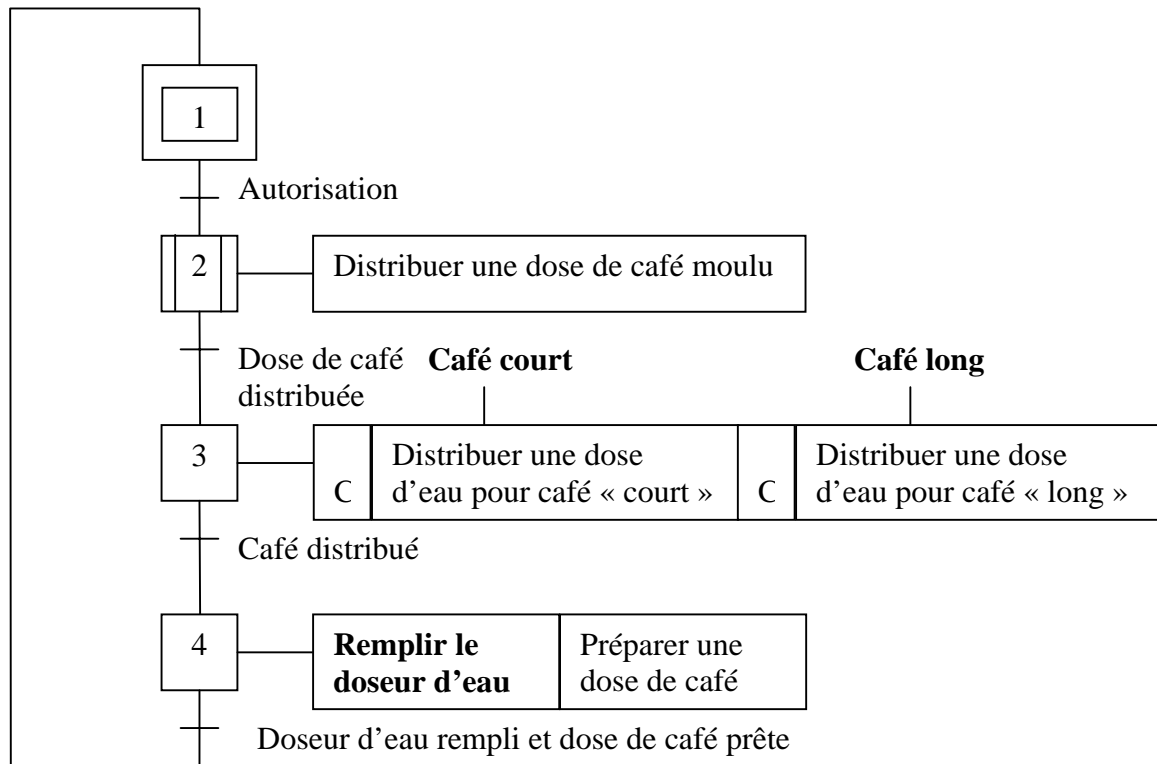 1
Autorisation
2
Distribuer une dose de café moulu
Dose de café
distribuée
Café court
Café long
3
C
Distribuer une dose
d’eau pour café « court »
C
Distribuer une dose
d’eau pour café « long »
Café distribué
4
Remplir le
doseur d’eau
Préparer une
dose de café
Doseur d’eau rempli et dose de café prête